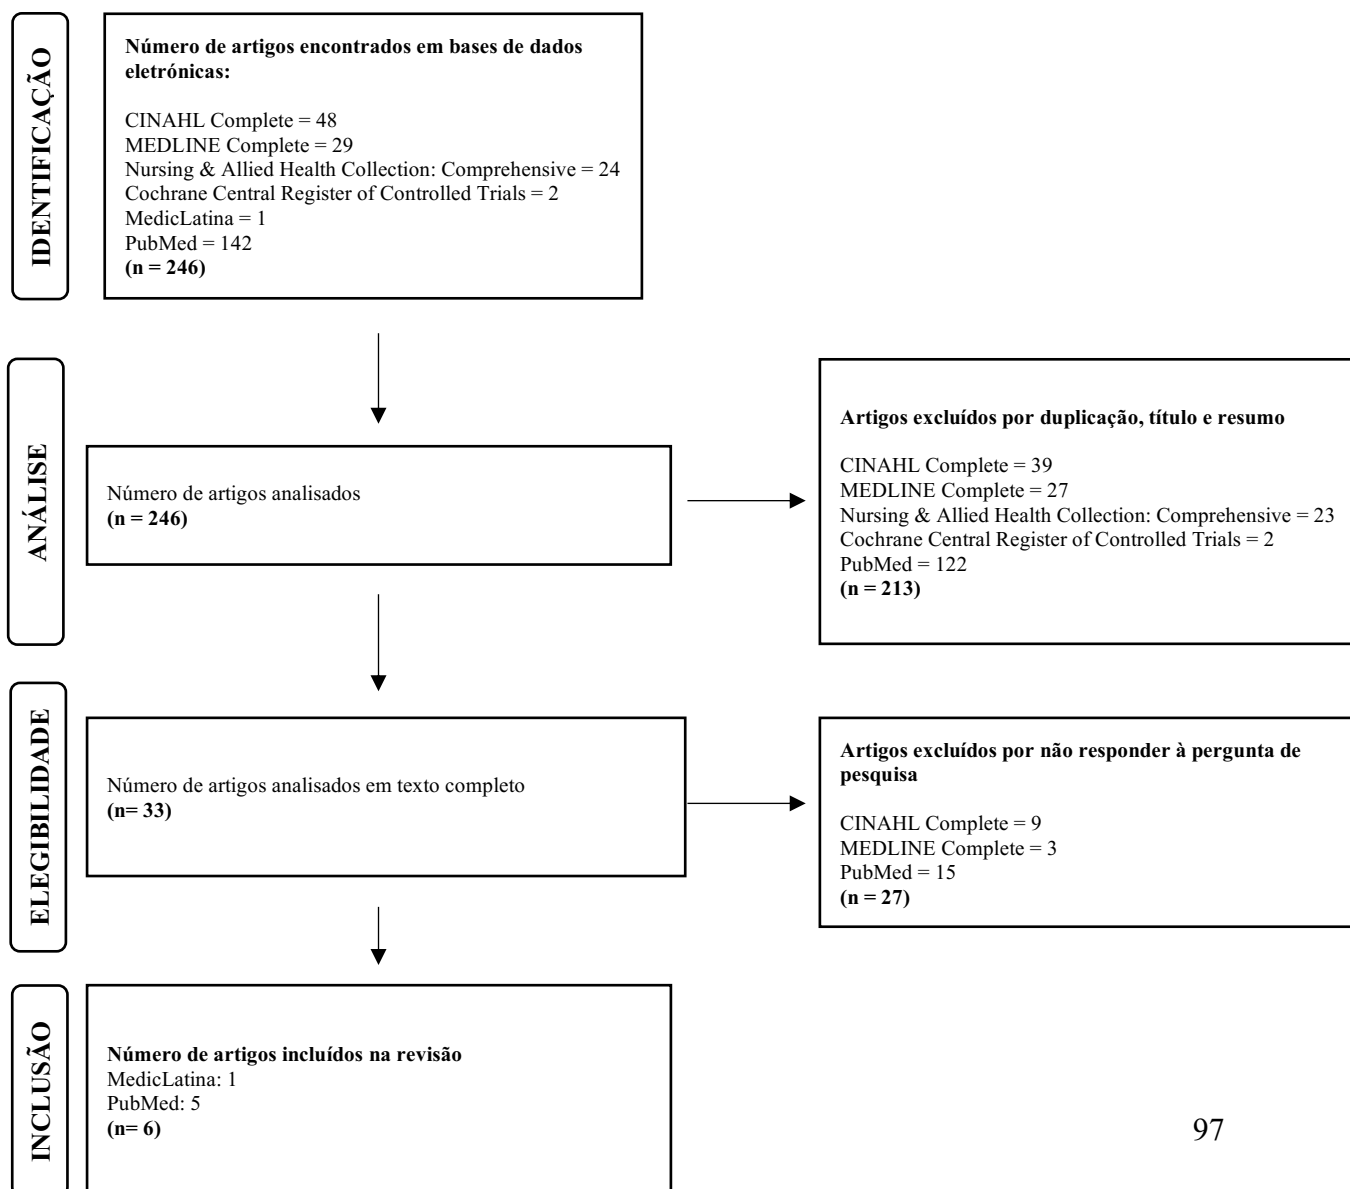 IDENTIFICAÇÃO
Número de artigos encontrados em bases de dados
eletrónicas:
CINAHL Complete = 48
MEDLINE Complete = 29
Nursing & Allied Health Collection: Comprehensive = 24
Cochrane Central Register of Controlled Trials = 2
MedicLatina = 1
PubMed = 142
(n = 246)
ANÁLISE
Número de artigos analisados
(n = 246)
Artigos excluídos por duplicação, título e resumo
CINAHL Complete = 39
MEDLINE Complete = 27
Nursing & Allied Health Collection: Comprehensive = 23
Cochrane Central Register of Controlled Trials = 2
PubMed = 122
(n = 213)
ELEGIBILIDADE
Número de artigos analisados em texto completo
(n= 33)
Artigos excluídos por não responder à pergunta de
pesquisa
CINAHL Complete = 9
MEDLINE Complete = 3
PubMed = 15
(n = 27)
INCLUSÃO
Número de artigos incluídos na revisão
MedicLatina: 1
PubMed: 5
(n= 6)
97